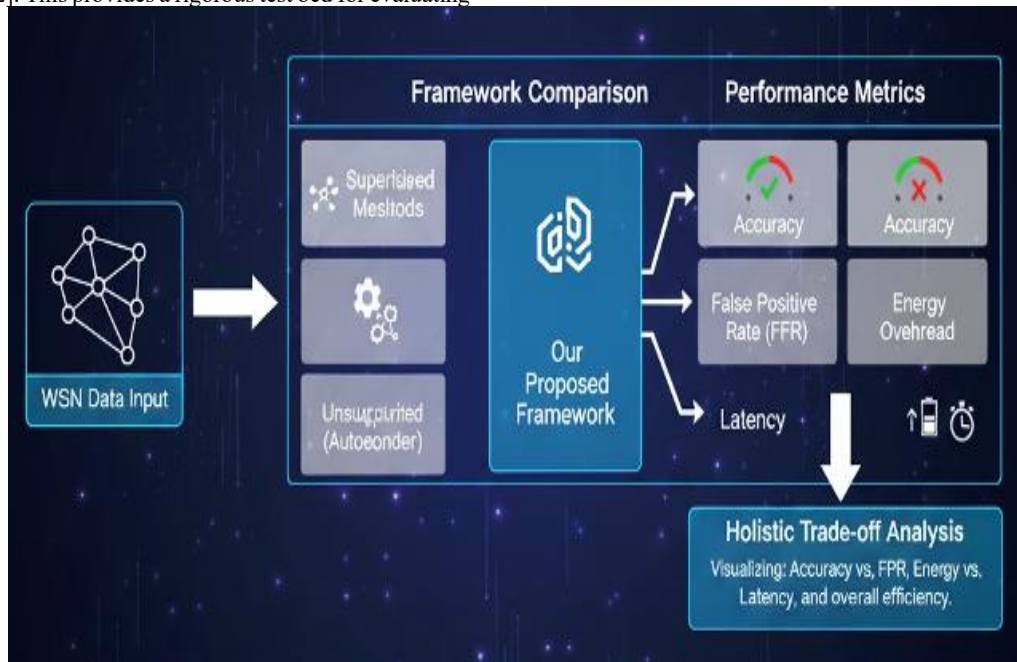 ]. This provides a rigorous test bed for evaluating
Framework Comparison
Performance Metrics
WSN Data Input
Superisised
Mesltods
Unsuɡpurited
(Autoeonder)
Our
Proposed
Framework
Accuracy
Accuracy
False Positive
Rate (FFR)
Energy
Ovehread
Latency
Holistic Trade-off Analysis
Visualizing: Accuracy vs, FPR, Energy vs.
Latency, and overall efficiency.